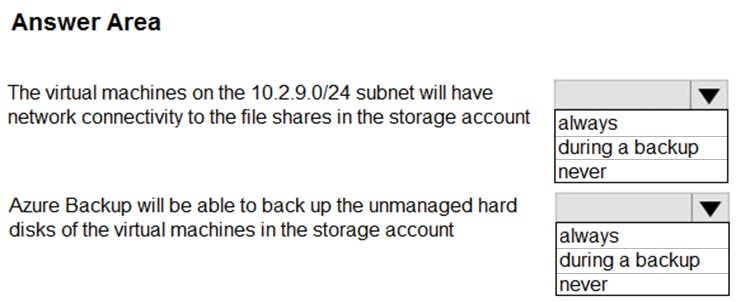 Answer Area
The virtual machines on the 10.2.9.0/24 subnet will have
network connectivity to the file shares in the storage account
always
during a backup
never
Azure Backup will be able to back up the unmanaged hard
disks of the virtual machines in the storage account
always
during a backup
never